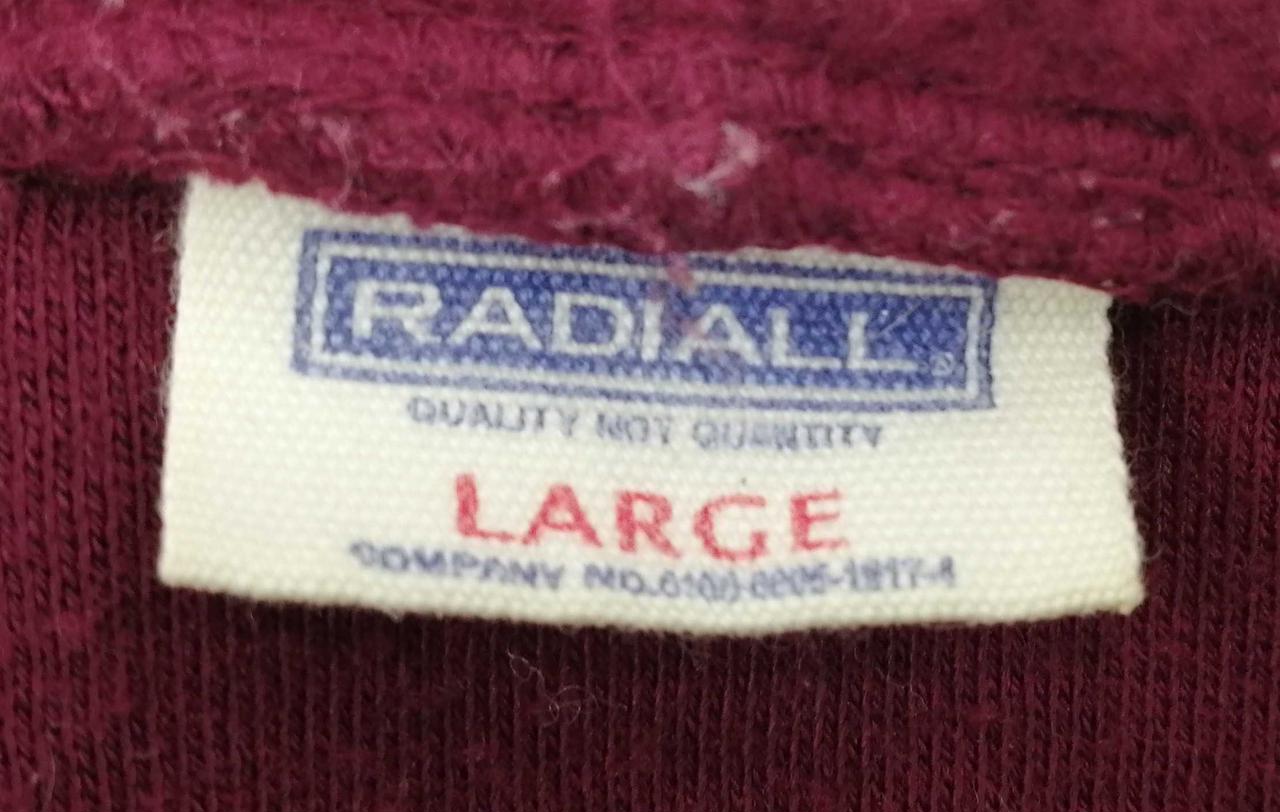 RADIALL
QUALITY NOT QUANTITY
LARGE
COMPANY NO.